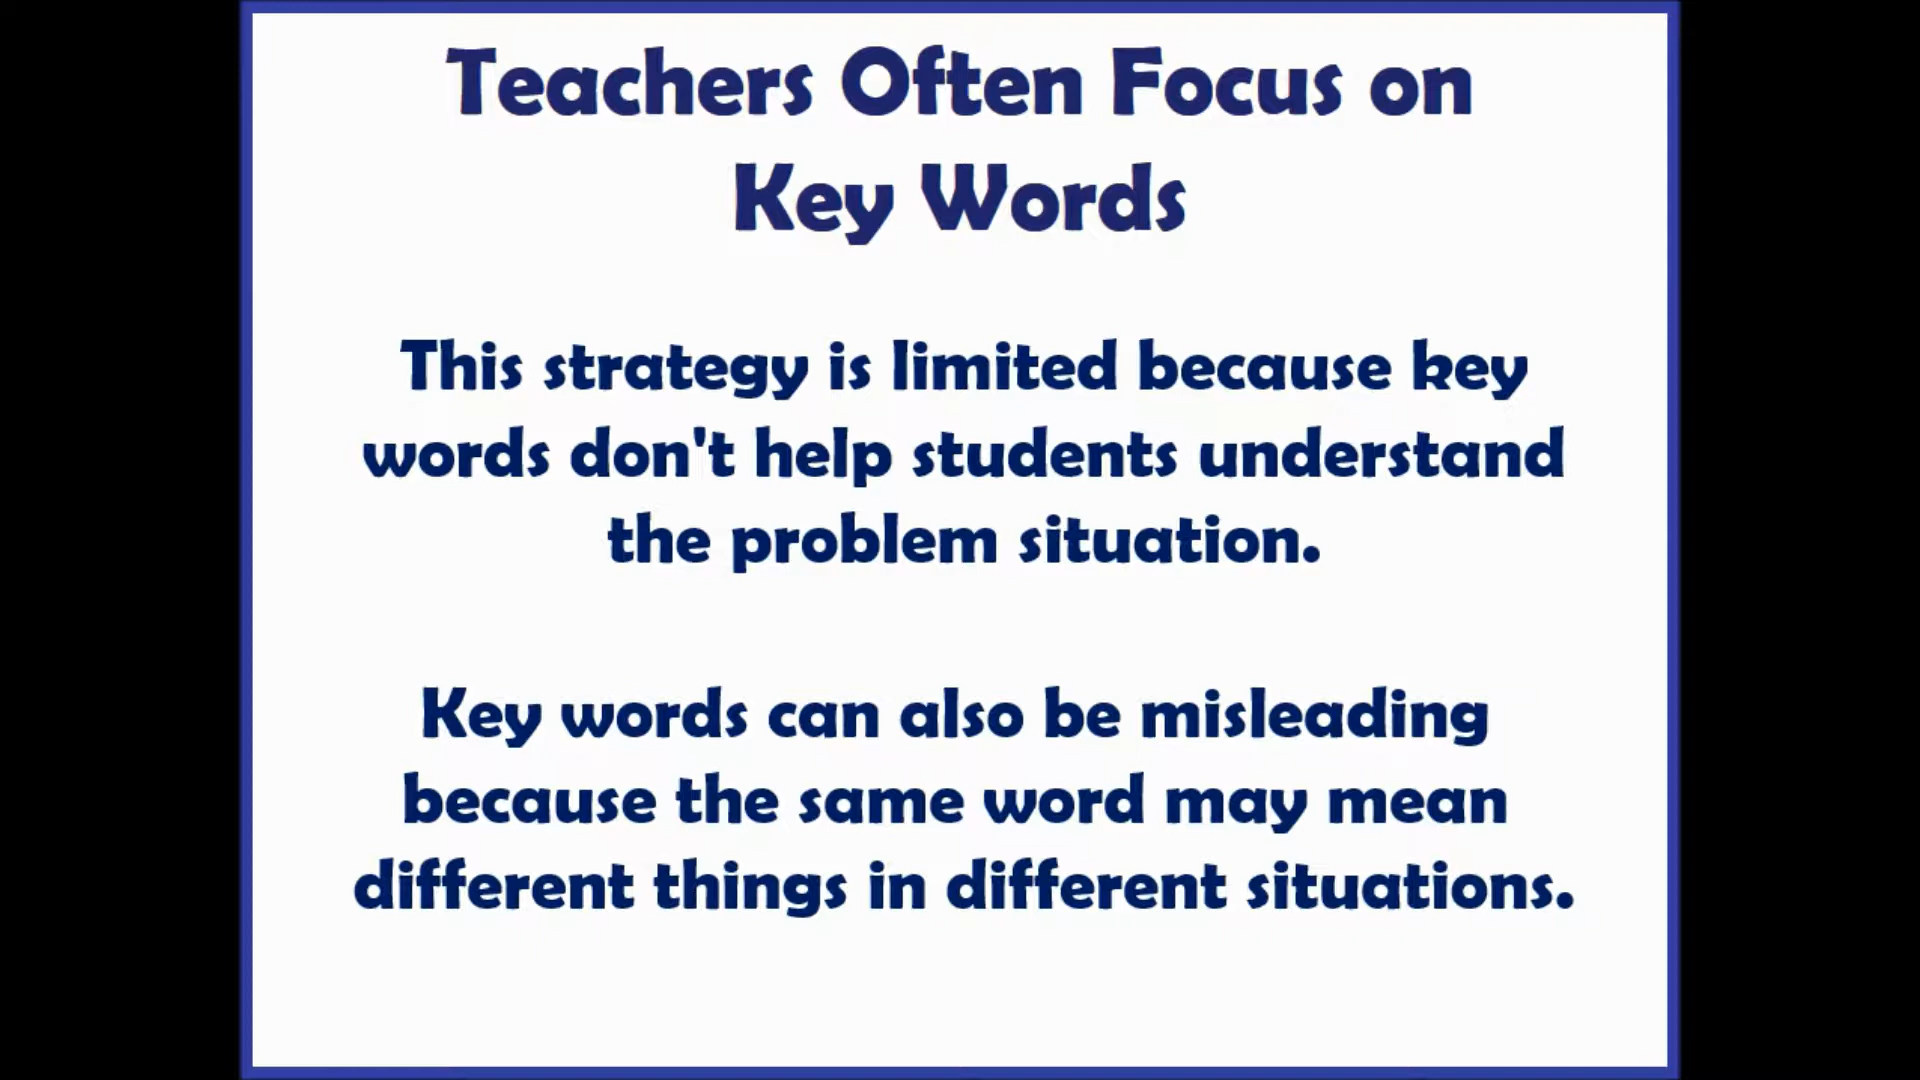 Teachers Often Focus on
Key Words
This strategy is limited because key
words don't help students understand
the problem situation.
Key words can also be misleading
because the same word may mean
different things in different situations.